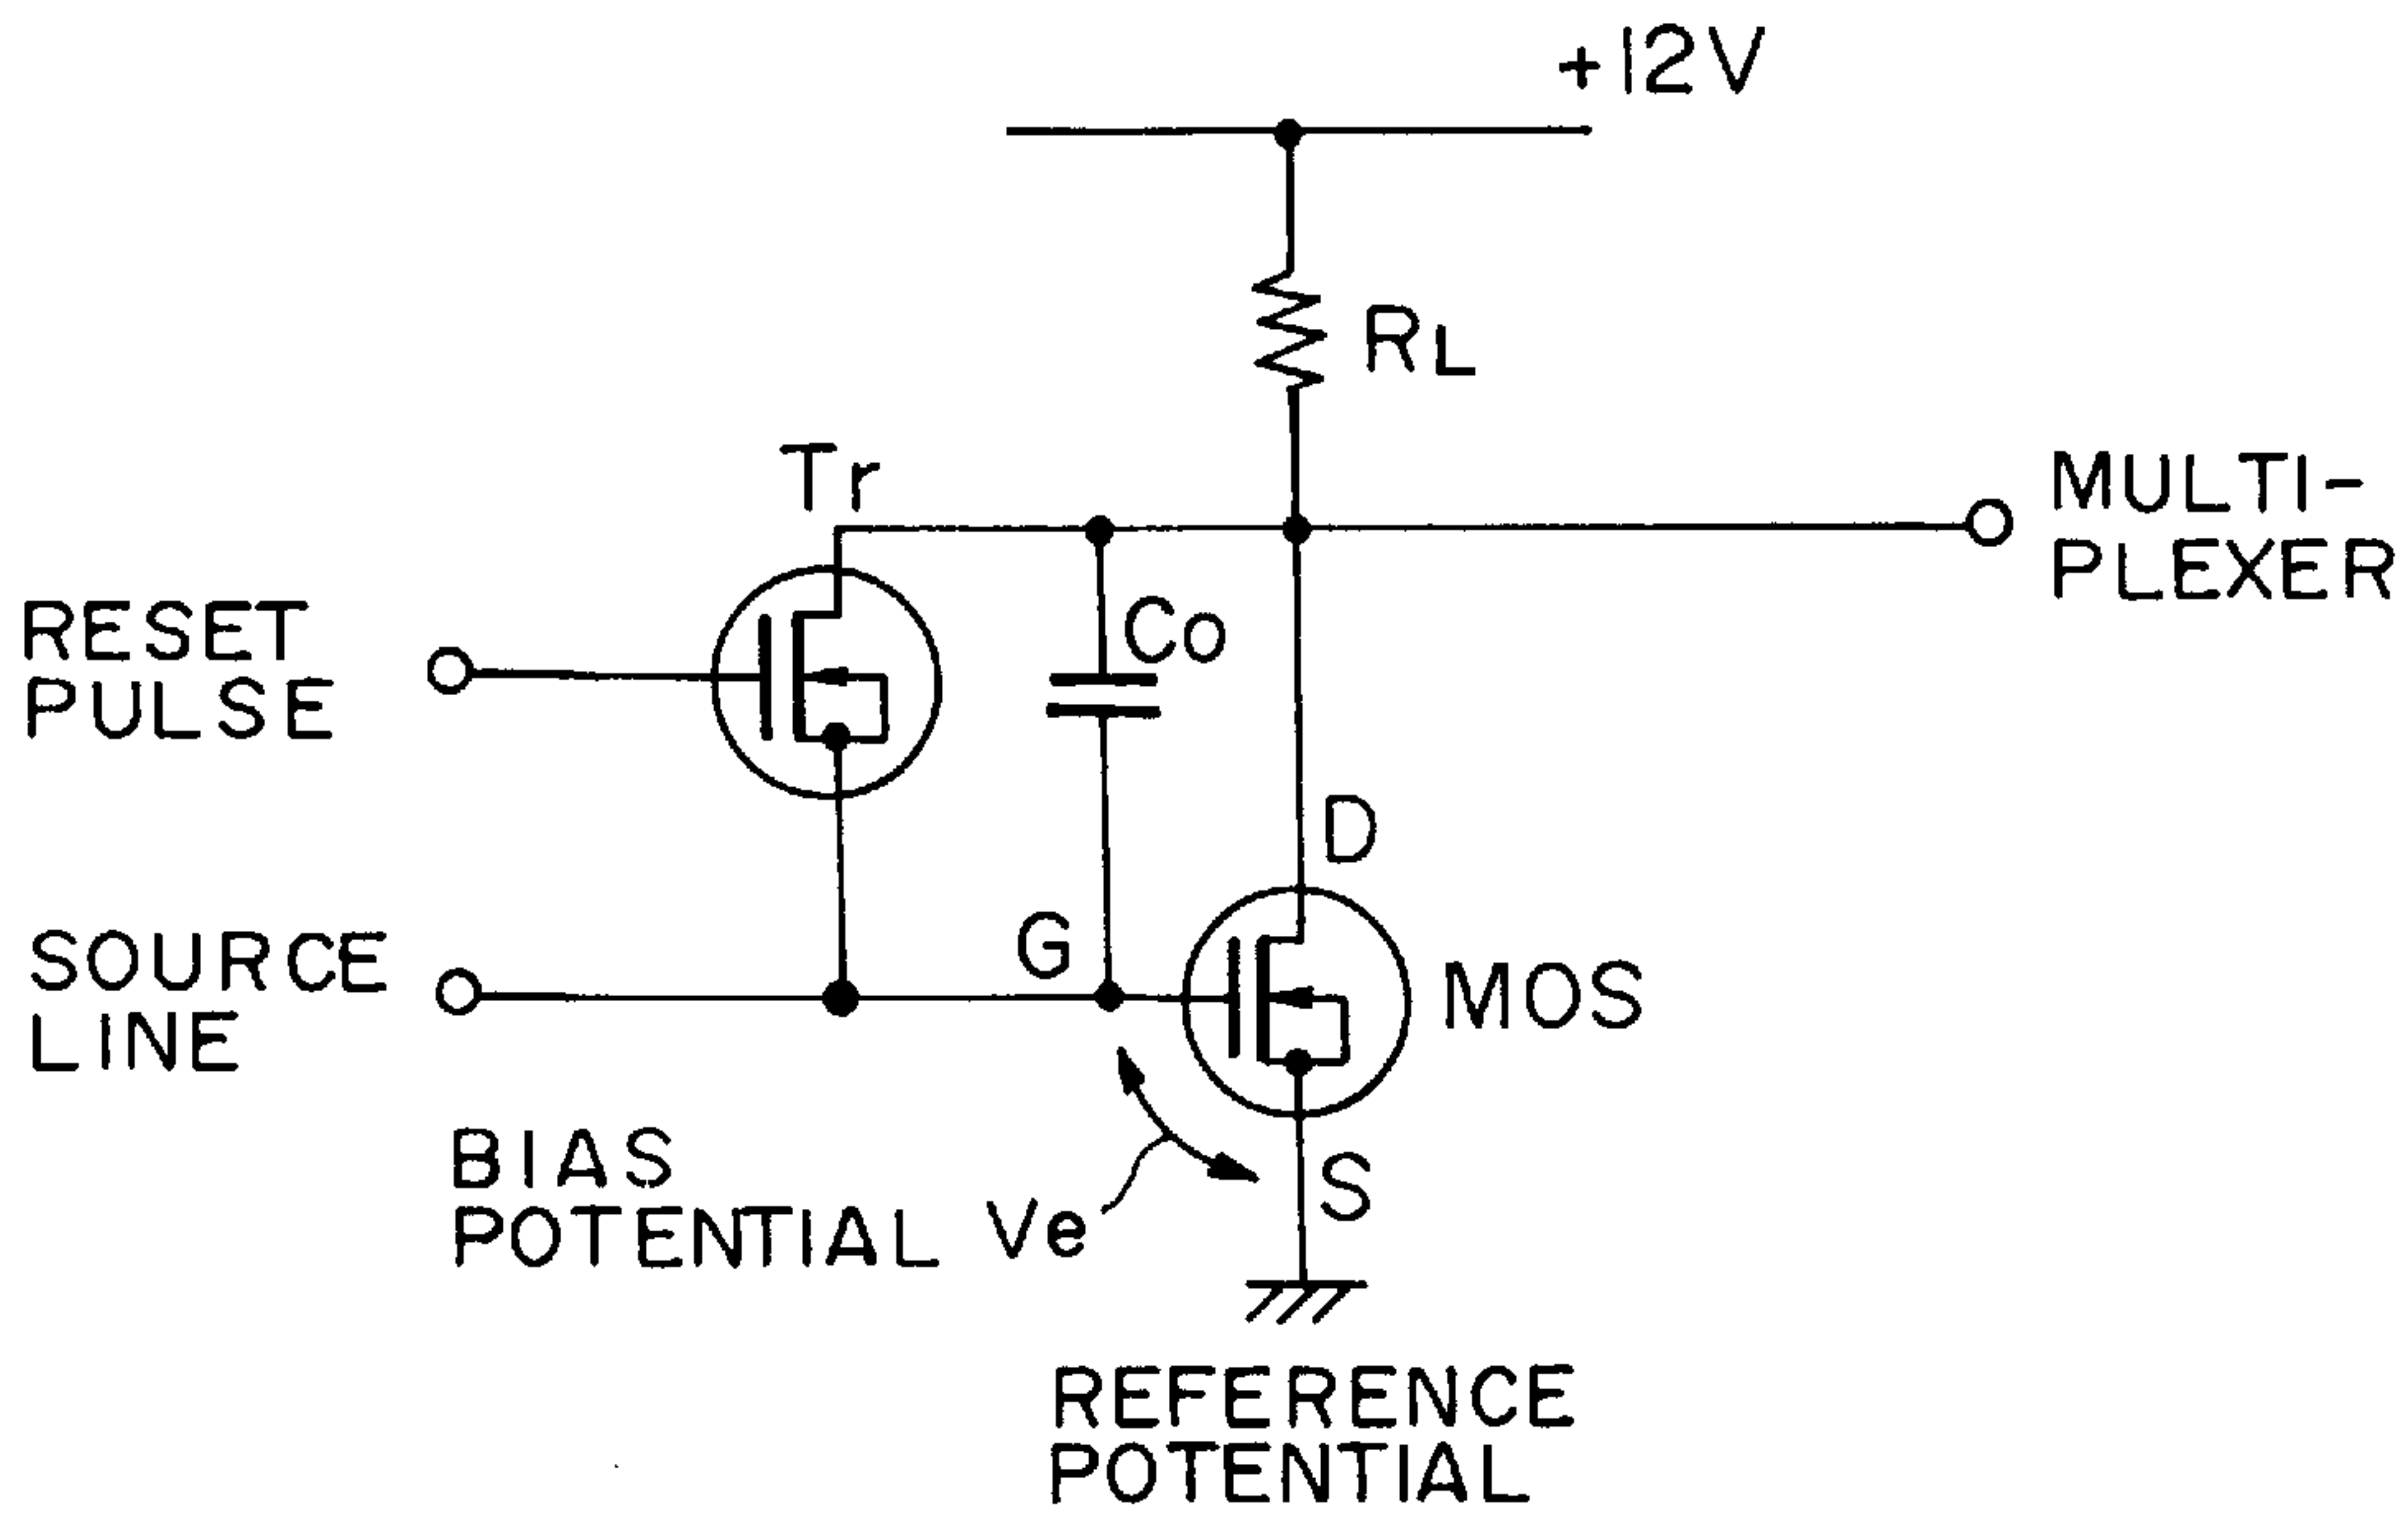 +12V
RL
Tr
MULTI-
PLEXER
RESET
PULSE
Co
D
SOURCE
LINE
G
MOS
BIAS
POTENTIAL Ve
S
REFERENCE
POTENTIAL